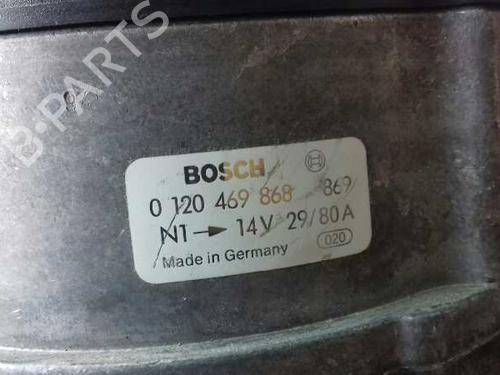 B-PARTS
BOSCH
0 120 469 868 869
N1 → 14V 29/80A
Made in Germany 020